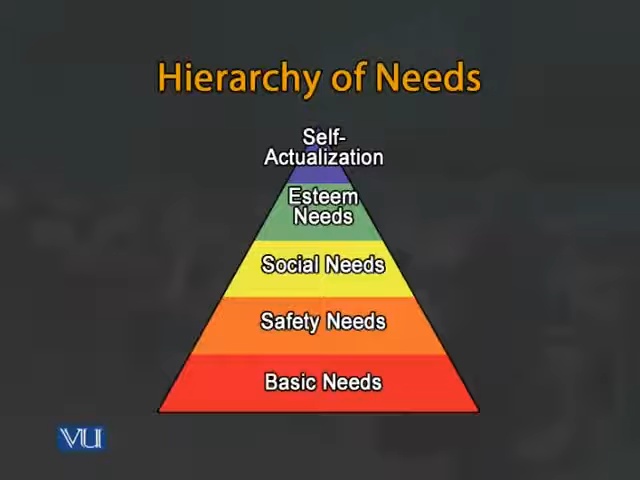 Hierarchy of Needs
Self-
Actualization
Esteem
Needs
Social Needs
Safety Needs
Basic Needs
VU